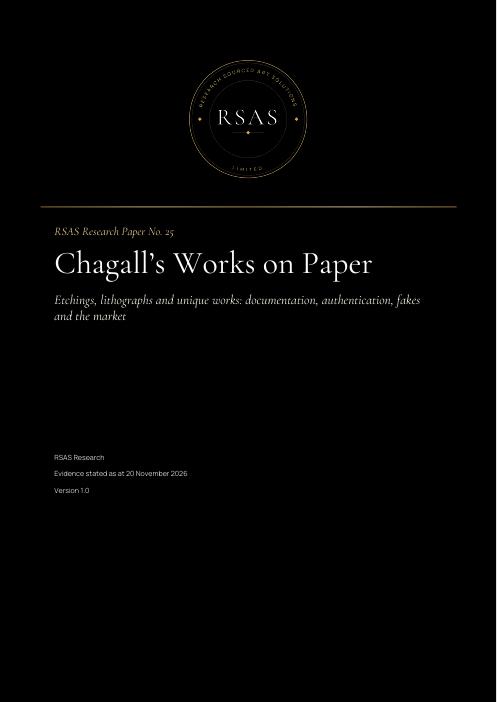 RESEARCH SOURCED ART SOLUTIONS
RSAS
LIMITED
RSAS Research Paper No. 25
Chagall’s Works on Paper
Etchings, lithographs and unique works: documentation, authentication, fakes
and the market
RSAS Research
Evidence stated as at 20 November 2026
Version 1.0